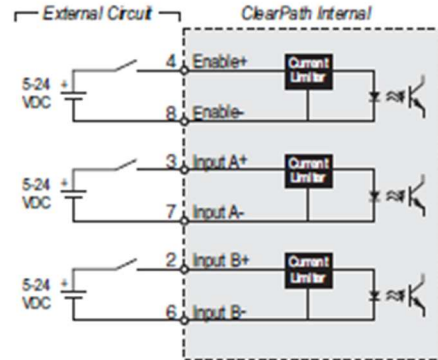 External Circuit
ClearPath Internal
4 Enable+
Current
Limiter
5-24
VDC
+
8 Enable-
3 Input A+
Current
Limiter
5-24
VDC
+
7 Input A-
2 Input B+
Current
Limiter
5-24
VDC
+
6 Input B-